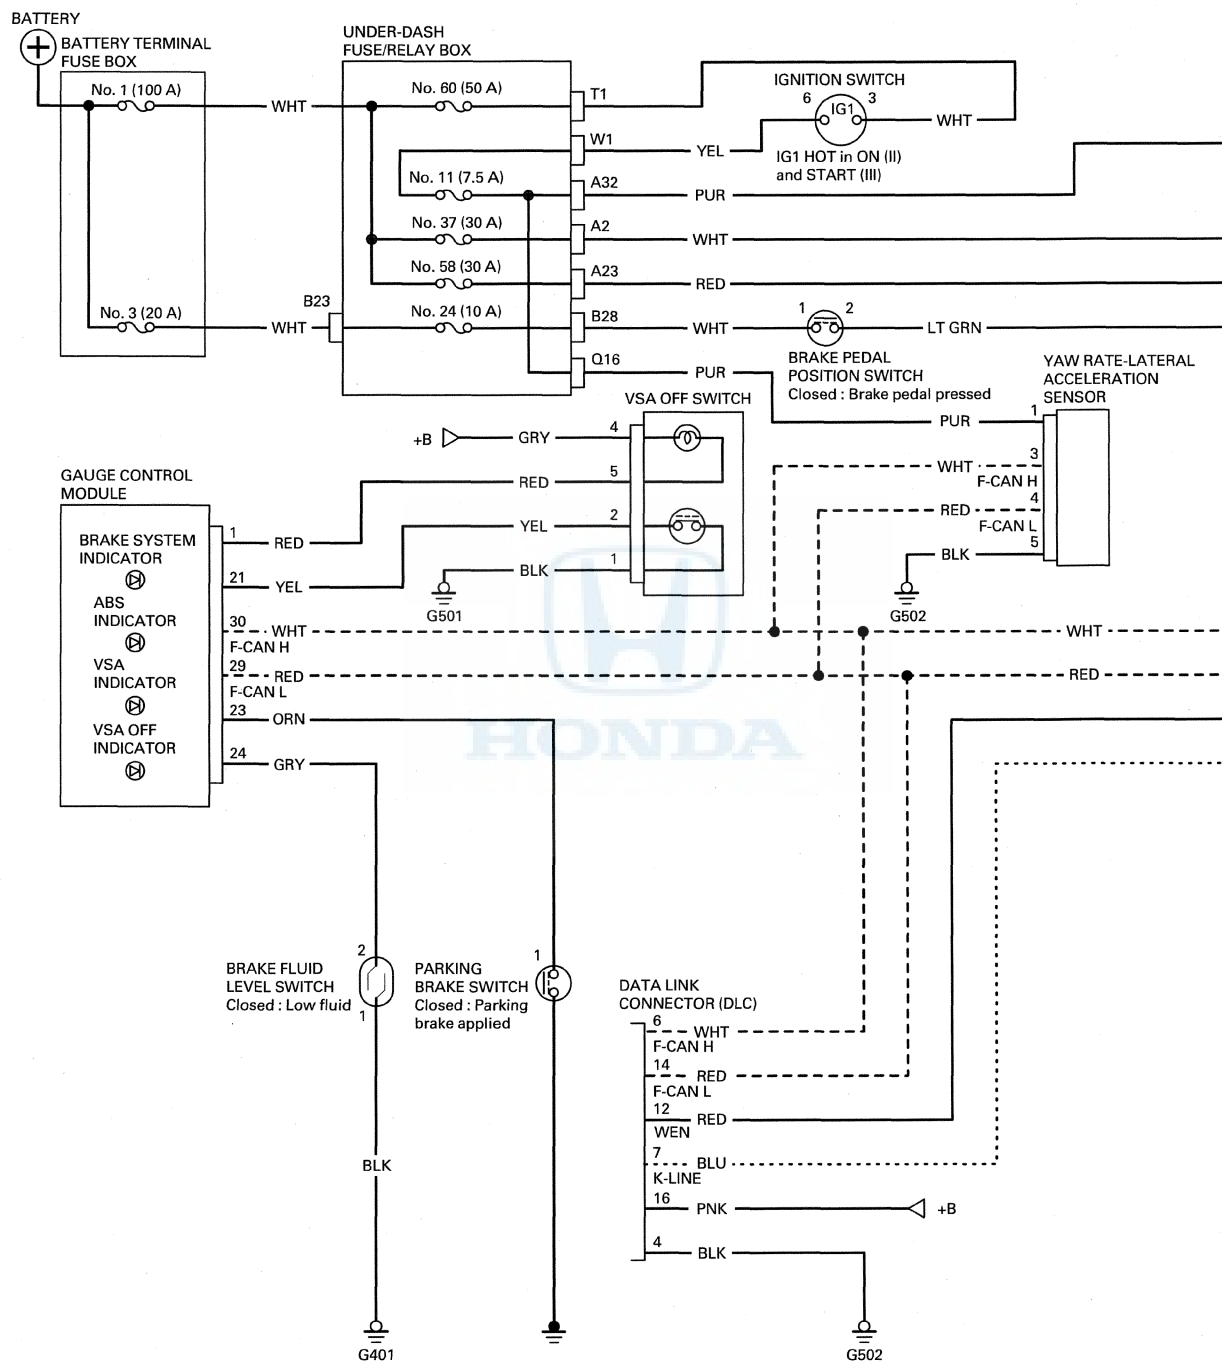 BATTERY
BATTERY TERMINAL
FUSE BOX
No. 1 (100 A)
WHT
No. 3 (20 A)
WHT
B23
UNDER-DASH
FUSE/RELAY BOX
No. 60 (50 A)
T1
W1
YEL
No. 11 (7.5 A)
A32
PUR
No. 37 (30 A)
A2
WHT
No. 58 (30 A)
A23
RED
No. 24 (10 A)
B28
WHT
Q16
PUR
IGNITION SWITCH
6
IG1
3
WHT
IG1 HOT in ON (II)
and START (III)
1
2
LT GRN
BRAKE PEDAL
POSITION SWITCH
Closed : Brake pedal pressed
YAW RATE-LATERAL
ACCELERATION
SENSOR
PUR
1
WHT
3
F-CAN H
RED
4
F-CAN L
BLK
5
G502
VSA OFF SWITCH
+B
GRY
4
RED
5
YEL
2
BLK
1
G501
GAUGE CONTROL
MODULE
BRAKE SYSTEM
INDICATOR
ABS
INDICATOR
VSA
INDICATOR
VSA OFF
INDICATOR
1
RED
21
YEL
30
WHT
F-CAN H
WHT
29
RED
F-CAN L
RED
23
ORN
24
GRY
HONDA
2
BRAKE FLUID
LEVEL SWITCH
Closed : Low fluid
1
BLK
G401
PARKING
BRAKE SWITCH
Closed : Parking
brake applied
1
DATA LINK
CONNECTOR (DLC)
6
WHT
F-CAN H
14
RED
F-CAN L
12
RED
WEN
7
BLU
K-LINE
16
PNK
+B
4
BLK
G502